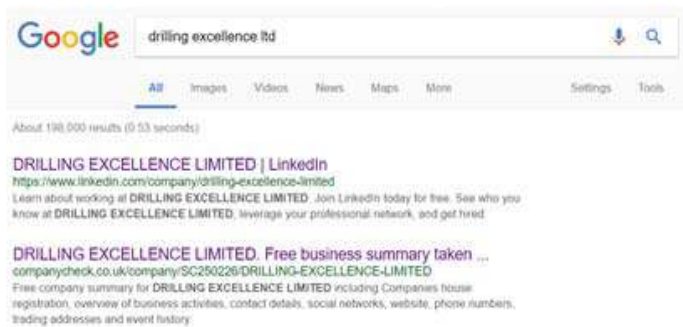 Google
drilling excellence ltd
All Images Videos News Maps More Settings Tools
About 198,000 results (0.53 seconds)
DRILLING EXCELLENCE LIMITED | LinkedIn
https://www.linkedin.com/company/drilling-excellence-limited
Learn about working at DRILLING EXCELLENCE LIMITED. Join LinkedIn today for free. See who you
know at DRILLING EXCELLENCE LIMITED, leverage your professional network, and get hired.
DRILLING EXCELLENCE LIMITED. Free business summary taken ...
companycheck.co.uk/company/SC250226/DRILLING-EXCELLENCE-LIMITED
Free company summary for DRILLING EXCELLENCE LIMITED including Companies house
registration, overview of business activities, contact details, social networks, website, phone numbers,
trading addresses and event history.